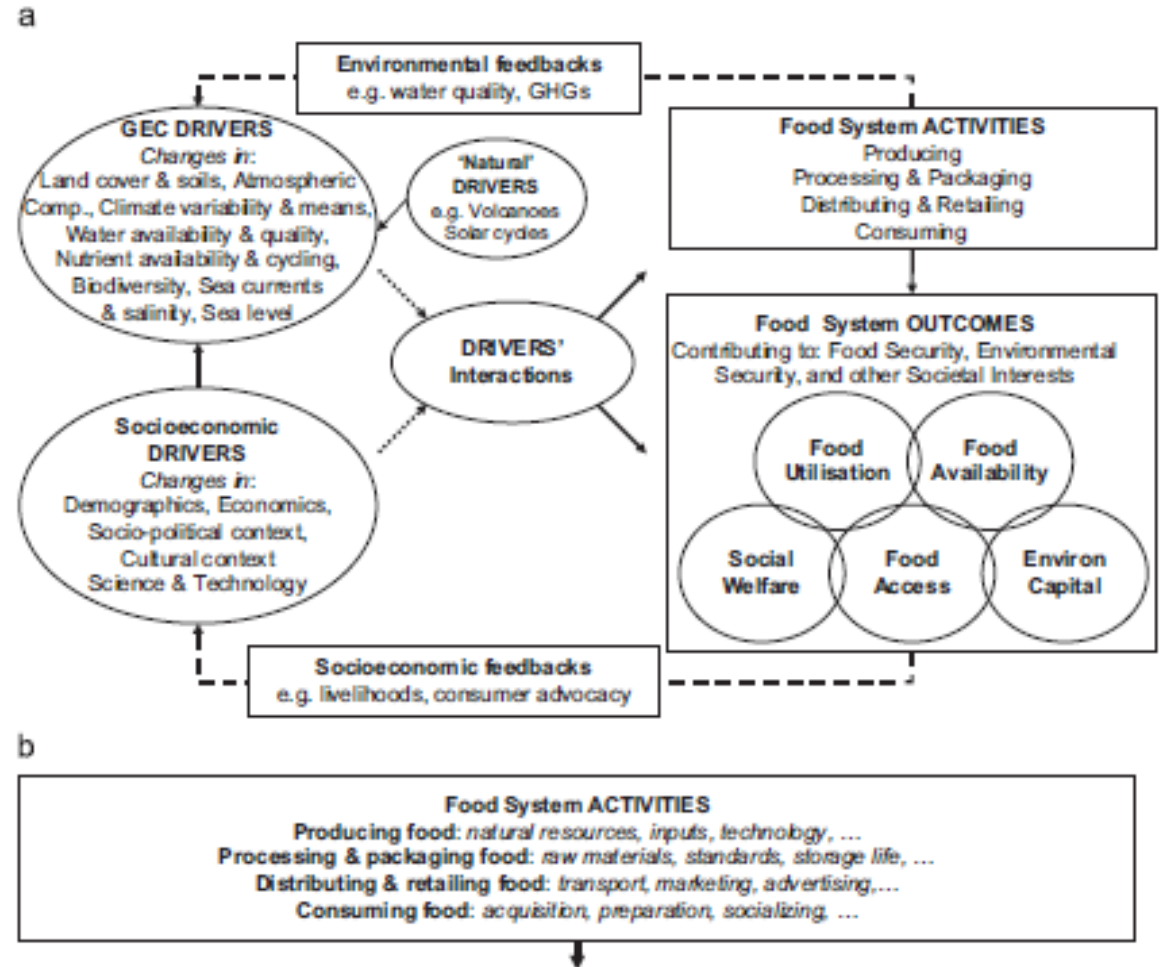 a
Environmental feedbacks
e.g. water quality, GHGs
GEC DRIVERS
Changes in:
Land cover & soils, Atmospheric
Comp., Climate variability & means,
Water availability & quality,
Nutrient availability & cycling,
Biodiversity, Sea currents
& salinity, Sea level
'Natural'
DRIVERS
e.g. Volcanoes
Solar cycles
Food System ACTIVITIES
Producing
Processing & Packaging
Distributing & Retailing
Consuming
DRIVERS'
Interactions
Food System OUTCOMES
Contributing to: Food Security, Environmental
Security, and other Societal Interests
Food
Utilisation
Food
Availability
Social
Welfare
Food
Access
Environ
Capital
Socioeconomic
DRIVERS
Changes in:
Demographics, Economics,
Socio-political context,
Cultural context
Science & Technology
Socioeconomic feedbacks
e.g. livelihoods, consumer advocacy
b
Food System ACTIVITIES
Producing food: natural resources, inputs, technology, …
Processing & packaging food: raw materials, standards, storage life, …
Distributing & retailing food: transport, marketing, advertising,…
Consuming food: acquisition, preparation, socializing, …